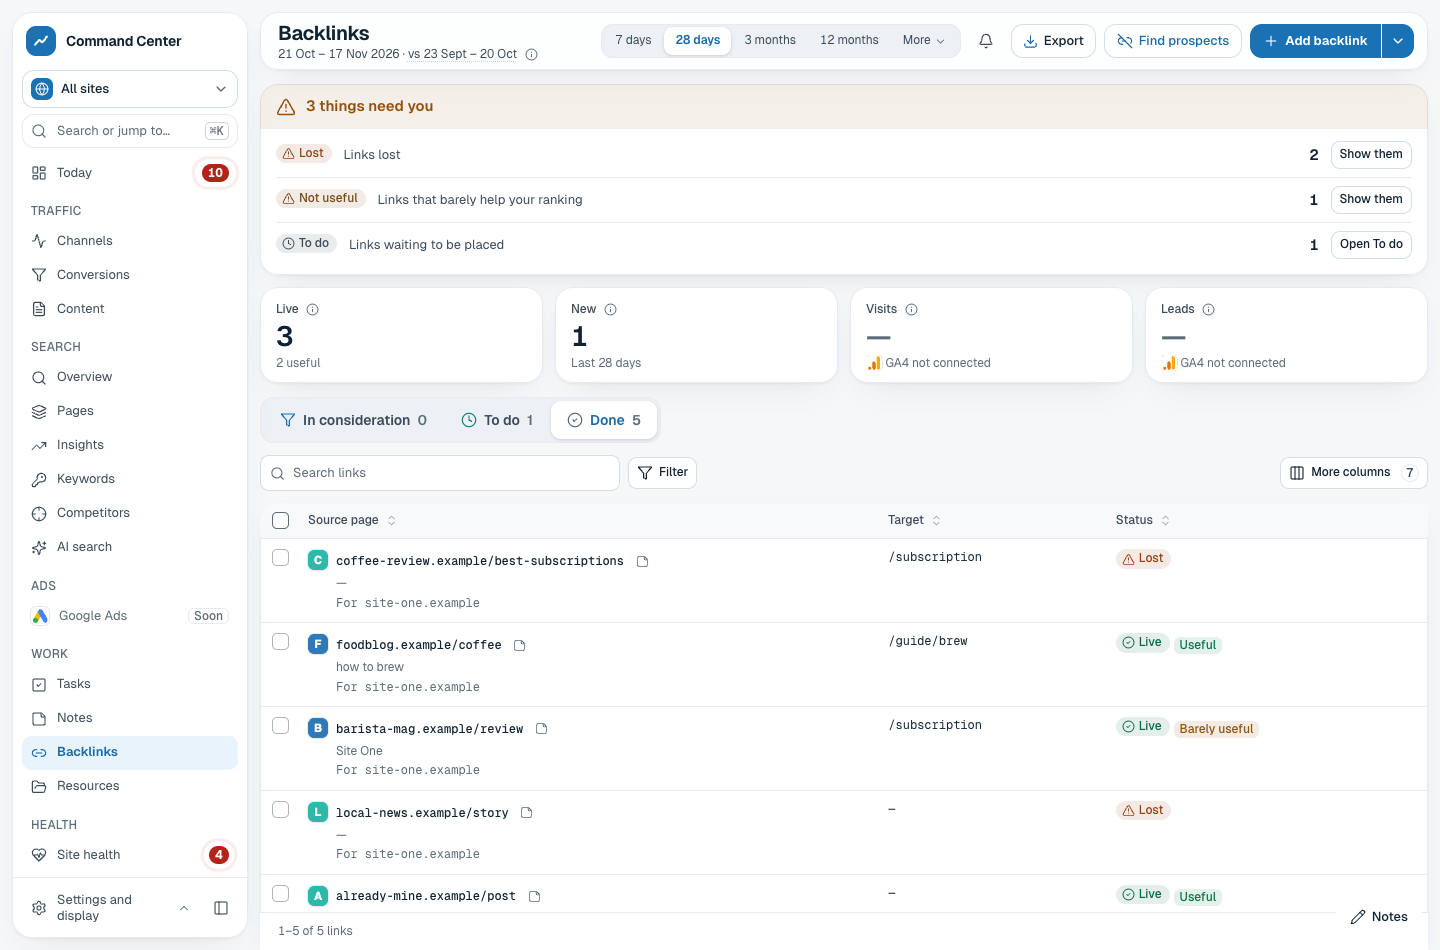 Command Center
All sites
Search or jump to... ⌘K
Today 10
TRAFFIC
Channels
Conversions
Content
SEARCH
Overview
Pages
Insights
Keywords
Competitors
AI search
ADS
Google Ads Soon
WORK
Tasks
Notes
Backlinks
Resources
HEALTH
Site health 4
Settings and
display
Backlinks
21 Oct – 17 Nov 2026 · vs 23 Sept – 20 Oct
7 days 28 days 3 months 12 months More
Export
Find prospects
Add backlink
3 things need you
Lost Links lost 2 Show them
Not useful Links that barely help your ranking 1 Show them
To do Links waiting to be placed 1 Open To do
Live
3
2 useful
New
1
Last 28 days
Visits
—
GA4 not connected
Leads
—
GA4 not connected
In consideration 0 To do 1 Done 5
Search links Filter More columns 7
Source page Target Status
C coffee-review.example/best-subscriptions /subscription Lost
—
For site-one.example
F foodblog.example/coffee /guide/brew Live Useful
how to brew
For site-one.example
B barista-mag.example/review /subscription Live Barely useful
Site One
For site-one.example
L local-news.example/story – Lost
—
For site-one.example
A already-mine.example/post – Live Useful
1–5 of 5 links
Notes